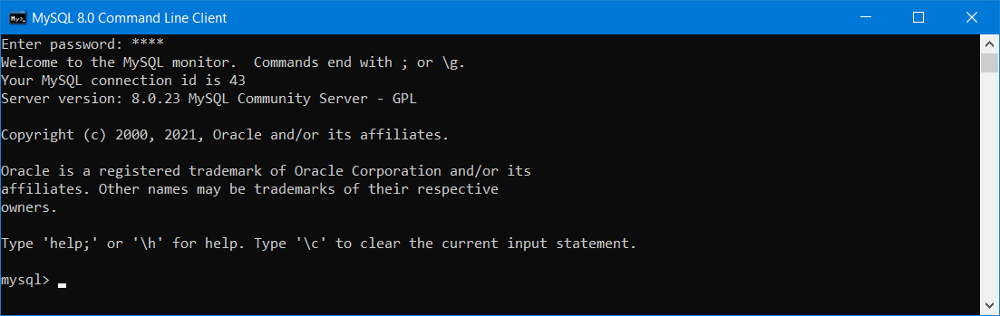 MySQL 8.0 Command Line Client
Enter password: ****
Welcome to the MySQL monitor.  Commands end with ; or \g.
Your MySQL connection id is 43
Server version: 8.0.23 MySQL Community Server - GPL
Copyright (c) 2000, 2021, Oracle and/or its affiliates.
Oracle is a registered trademark of Oracle Corporation and/or its
affiliates. Other names may be trademarks of their respective
owners.
Type 'help;' or '\h' for help. Type '\c' to clear the current input statement.
mysql>